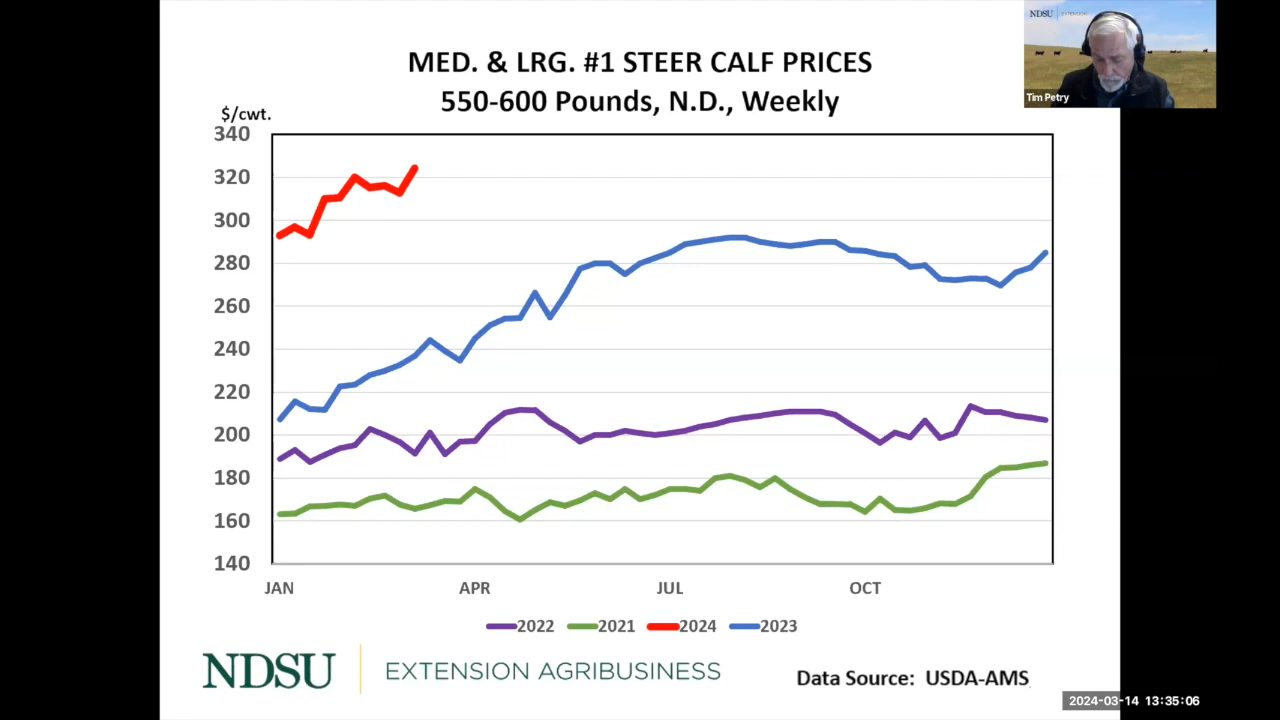 MED. & LRG. #1 STEER CALF PRICES
550-600 Pounds, N.D., Weekly
NDSU
Tim Petry
$/cwt.
340
320
300
280
260
240
220
200
180
160
140
JAN APR JUL OCT
2022 2021 2024 2023
NDSU EXTENSION AGRIBUSINESS
Data Source: USDA-AMS
2024-03-14 13:35:06